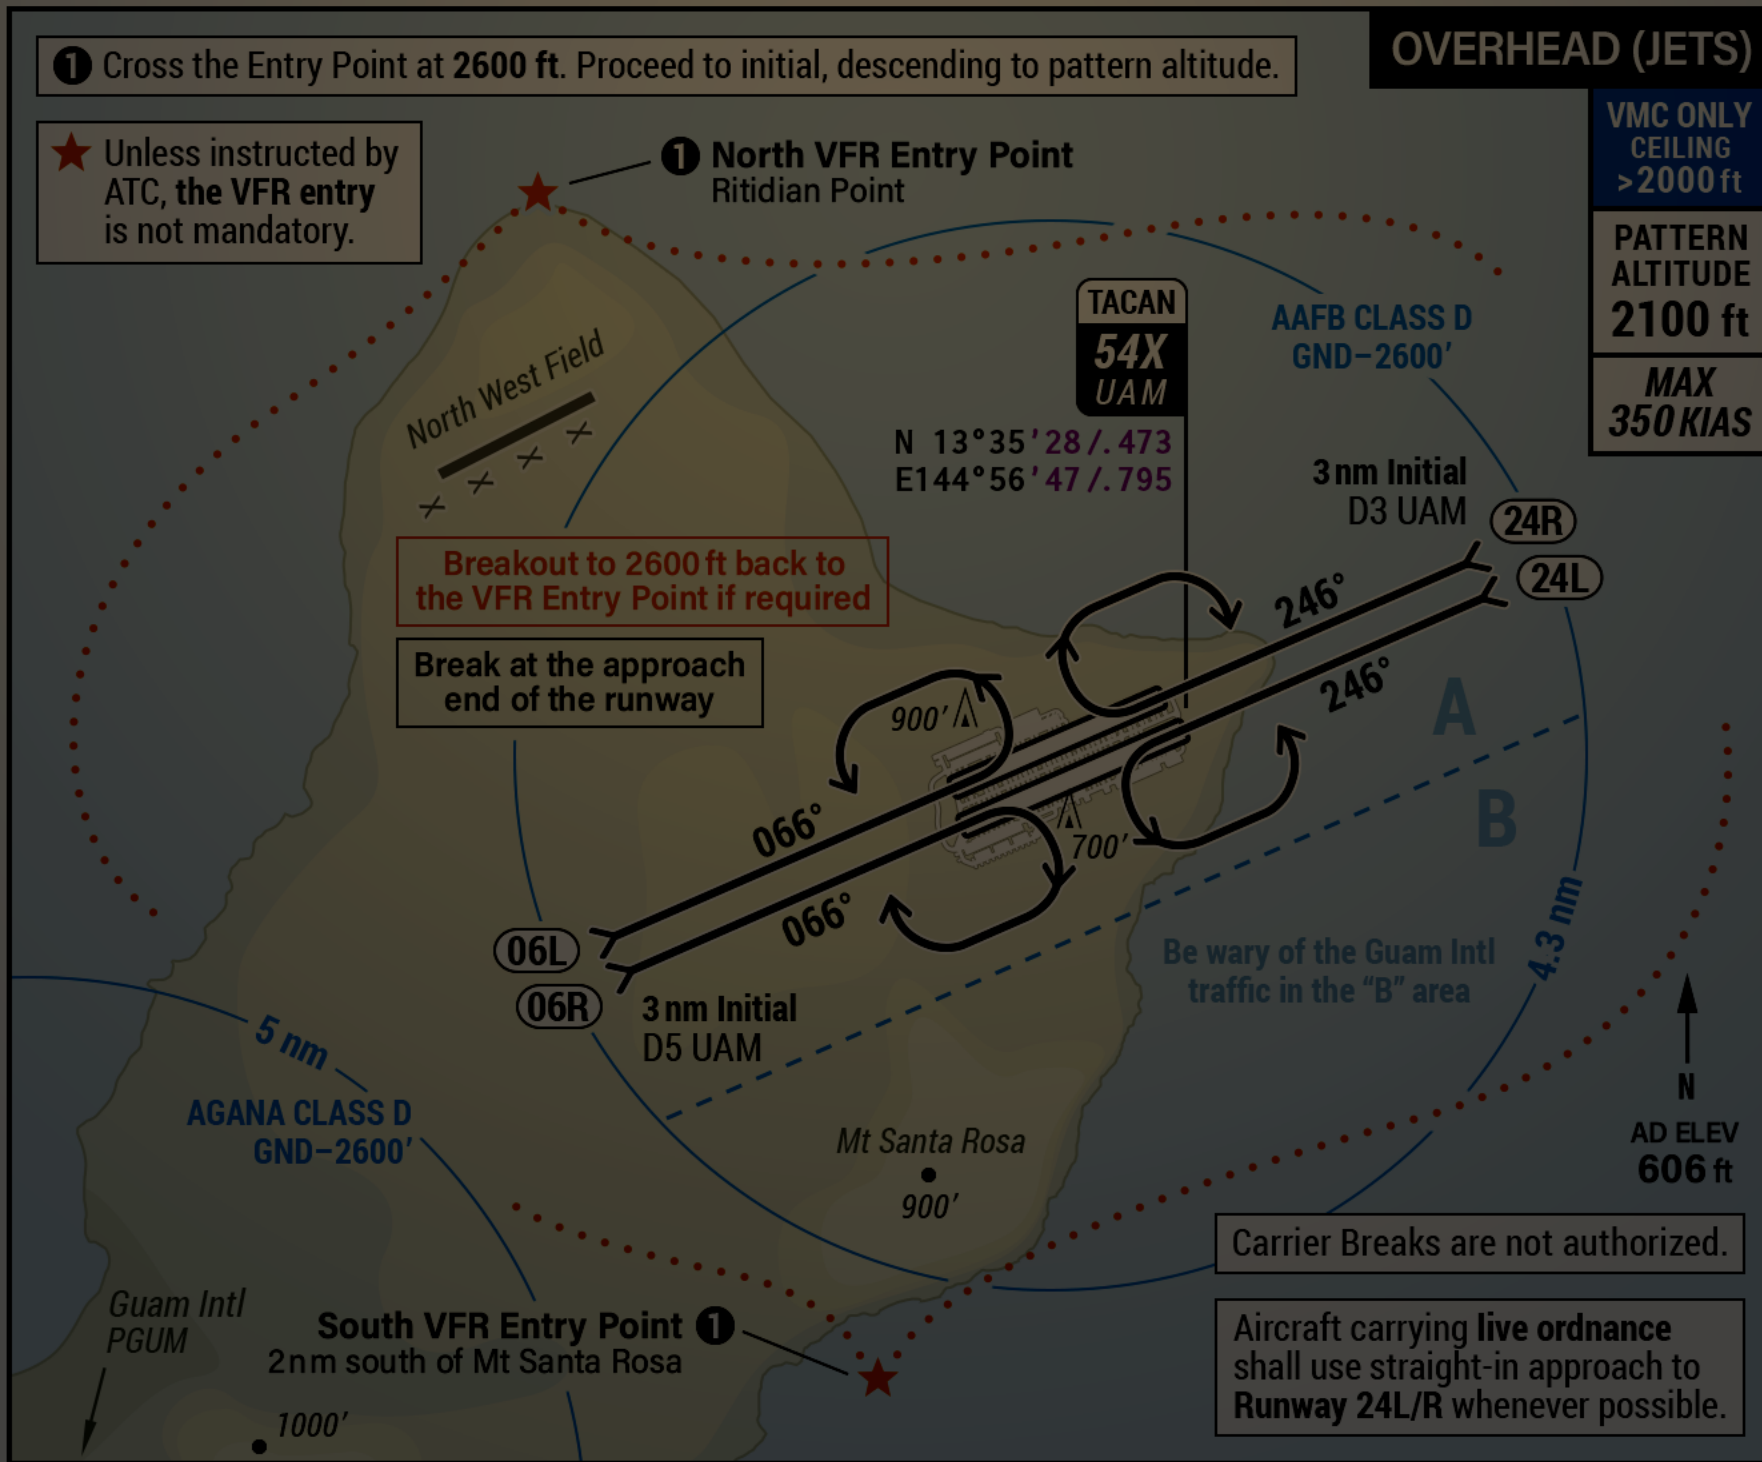 OVERHEAD (JETS)
❶ Cross the Entry Point at 2600 ft. Proceed to initial, descending to pattern altitude.
VMC ONLY
CEILING
>2000 ft
PATTERN
ALTITUDE
2100 ft
MAX
350 KIAS
★ Unless instructed by
ATC, the VFR entry
is not mandatory.
❶ North VFR Entry Point
Ritidian Point
TACAN
54X
UAM
N 13°35'28/.473
E144°56'47/.795
AAFB CLASS D
GND–2600'
North West Field
3 nm Initial
D3 UAM
24R
24L
Breakout to 2600 ft back to
the VFR Entry Point if required
Break at the approach
end of the runway
246°
246°
900'
A
B
700'
066°
066°
06L
06R
3 nm Initial
D5 UAM
Be wary of the Guam Intl
traffic in the “B” area
4.3 nm
5 nm
AGANA CLASS D
GND–2600'
N
AD ELEV
606 ft
Mt Santa Rosa
900'
Carrier Breaks are not authorized.
Guam Intl
PGUM
South VFR Entry Point ❶
2 nm south of Mt Santa Rosa
1000'
Aircraft carrying live ordnance
shall use straight-in approach to
Runway 24L/R whenever possible.